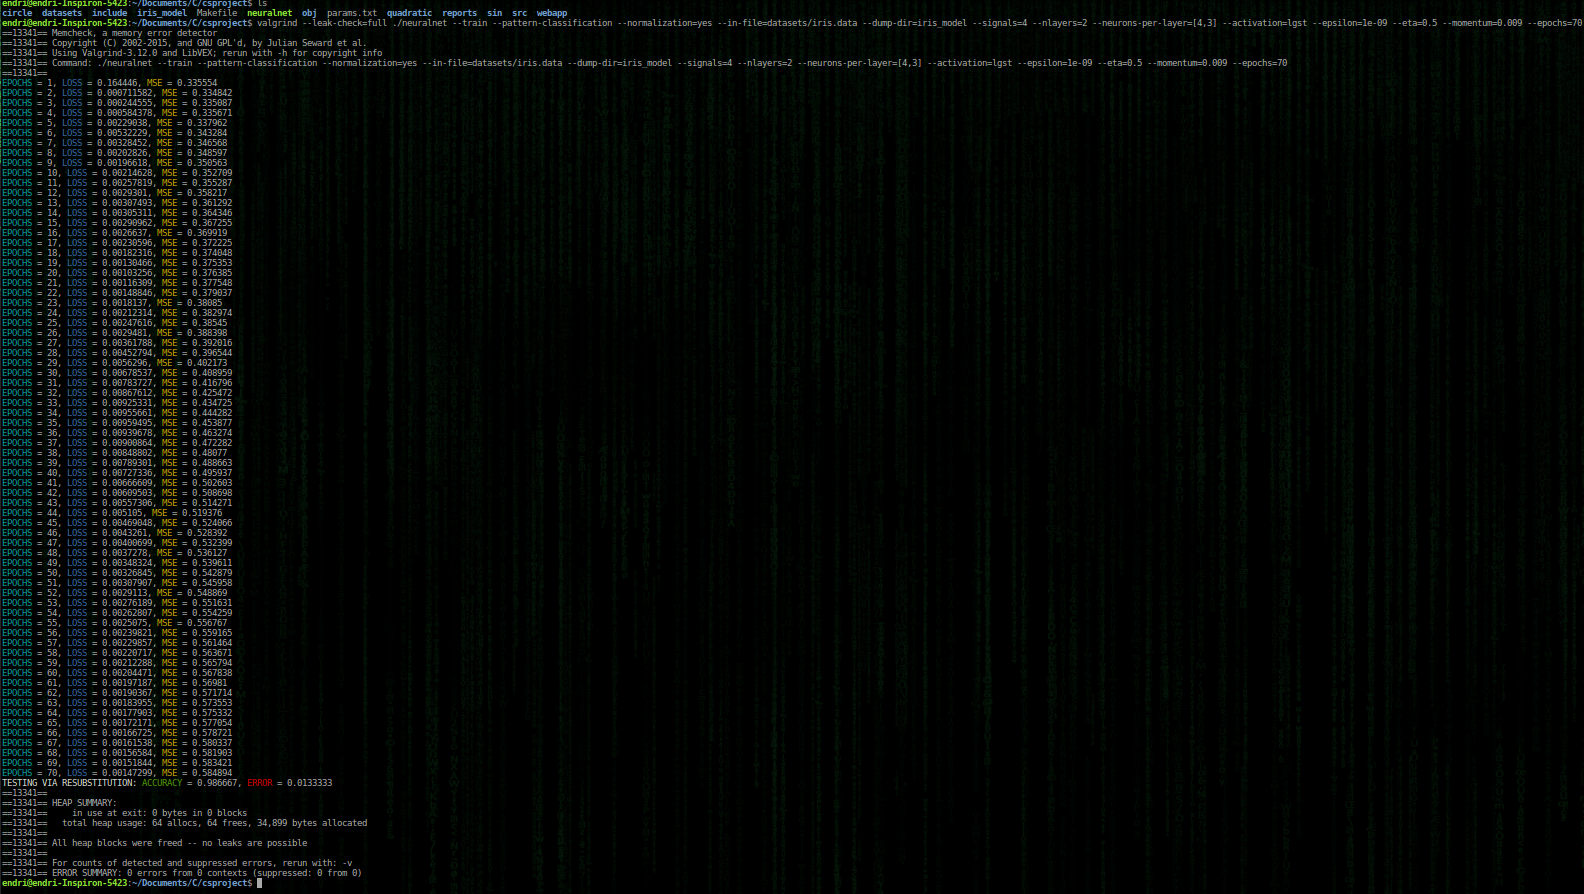 endri@endri-Inspiron-5423:~/Documents/C/csproject$ ls
circle datasets include iris_model Makefile neuralnet obj params.txt quadratic reports sin src webapp
endri@endri-Inspiron-5423:~/Documents/C/csproject$ valgrind --leak-check=full ./neuralnet --train --pattern-classification --normalization=yes --in-file=datasets/iris.data --dump-dir=iris_model --signals=4 --nlayers=2 --neurons-per-layer=[4,3] --activation=lgst --epsilon=1e-09 --eta=0.5 --momentum=0.009 --epochs=70
==13341== Memcheck, a memory error detector
==13341== Copyright (C) 2002-2015, and GNU GPL'd, by Julian Seward et al.
==13341== Using Valgrind-3.12.0 and LibVEX; rerun with -h for copyright info
==13341== Command: ./neuralnet --train --pattern-classification --normalization=yes --in-file=datasets/iris.data --dump-dir=iris_model --signals=4 --nlayers=2 --neurons-per-layer=[4,3] --activation=lgst --epsilon=1e-09 --eta=0.5 --momentum=0.009 --epochs=70
==13341==
EPOCHS = 1, LOSS = 0.164446, MSE = 0.335554
EPOCHS = 2, LOSS = 0.000711582, MSE = 0.334842
EPOCHS = 3, LOSS = 0.000244555, MSE = 0.335087
EPOCHS = 4, LOSS = 0.000584378, MSE = 0.335671
EPOCHS = 5, LOSS = 0.00229038, MSE = 0.337962
EPOCHS = 6, LOSS = 0.00532229, MSE = 0.343284
EPOCHS = 7, LOSS = 0.00328452, MSE = 0.346568
EPOCHS = 8, LOSS = 0.00202826, MSE = 0.348597
EPOCHS = 9, LOSS = 0.00196618, MSE = 0.350563
EPOCHS = 10, LOSS = 0.00214628, MSE = 0.352709
EPOCHS = 11, LOSS = 0.00257819, MSE = 0.355287
EPOCHS = 12, LOSS = 0.0029301, MSE = 0.358217
EPOCHS = 13, LOSS = 0.00307493, MSE = 0.361292
EPOCHS = 14, LOSS = 0.00305311, MSE = 0.364346
EPOCHS = 15, LOSS = 0.00290962, MSE = 0.367255
EPOCHS = 16, LOSS = 0.0026637, MSE = 0.369919
EPOCHS = 17, LOSS = 0.00230596, MSE = 0.372225
EPOCHS = 18, LOSS = 0.00182316, MSE = 0.374048
EPOCHS = 19, LOSS = 0.00130466, MSE = 0.375353
EPOCHS = 20, LOSS = 0.00103256, MSE = 0.376385
EPOCHS = 21, LOSS = 0.00116309, MSE = 0.377548
EPOCHS = 22, LOSS = 0.00148846, MSE = 0.379037
EPOCHS = 23, LOSS = 0.0018137, MSE = 0.38085
EPOCHS = 24, LOSS = 0.00212314, MSE = 0.382974
EPOCHS = 25, LOSS = 0.00247616, MSE = 0.38545
EPOCHS = 26, LOSS = 0.0029481, MSE = 0.388398
EPOCHS = 27, LOSS = 0.00361788, MSE = 0.392016
EPOCHS = 28, LOSS = 0.00452794, MSE = 0.396544
EPOCHS = 29, LOSS = 0.0056296, MSE = 0.402173
EPOCHS = 30, LOSS = 0.00678537, MSE = 0.408959
EPOCHS = 31, LOSS = 0.00783727, MSE = 0.416796
EPOCHS = 32, LOSS = 0.00867612, MSE = 0.425472
EPOCHS = 33, LOSS = 0.00925331, MSE = 0.434725
EPOCHS = 34, LOSS = 0.00955661, MSE = 0.444282
EPOCHS = 35, LOSS = 0.00959495, MSE = 0.453877
EPOCHS = 36, LOSS = 0.00939678, MSE = 0.463274
EPOCHS = 37, LOSS = 0.00900864, MSE = 0.472282
EPOCHS = 38, LOSS = 0.00848802, MSE = 0.48077
EPOCHS = 39, LOSS = 0.00789301, MSE = 0.488663
EPOCHS = 40, LOSS = 0.00727336, MSE = 0.495937
EPOCHS = 41, LOSS = 0.00666609, MSE = 0.502603
EPOCHS = 42, LOSS = 0.00609503, MSE = 0.508698
EPOCHS = 43, LOSS = 0.00557306, MSE = 0.514271
EPOCHS = 44, LOSS = 0.005105, MSE = 0.519376
EPOCHS = 45, LOSS = 0.00469048, MSE = 0.524066
EPOCHS = 46, LOSS = 0.0043261, MSE = 0.528392
EPOCHS = 47, LOSS = 0.00400699, MSE = 0.532399
EPOCHS = 48, LOSS = 0.0037278, MSE = 0.536127
EPOCHS = 49, LOSS = 0.00348324, MSE = 0.539611
EPOCHS = 50, LOSS = 0.00326845, MSE = 0.542879
EPOCHS = 51, LOSS = 0.00307907, MSE = 0.545958
EPOCHS = 52, LOSS = 0.0029113, MSE = 0.548869
EPOCHS = 53, LOSS = 0.00276189, MSE = 0.551631
EPOCHS = 54, LOSS = 0.00262807, MSE = 0.554259
EPOCHS = 55, LOSS = 0.0025075, MSE = 0.556767
EPOCHS = 56, LOSS = 0.00239821, MSE = 0.559165
EPOCHS = 57, LOSS = 0.00229857, MSE = 0.561464
EPOCHS = 58, LOSS = 0.00220717, MSE = 0.563671
EPOCHS = 59, LOSS = 0.00212288, MSE = 0.565794
EPOCHS = 60, LOSS = 0.00204471, MSE = 0.567838
EPOCHS = 61, LOSS = 0.00197187, MSE = 0.56981
EPOCHS = 62, LOSS = 0.00190367, MSE = 0.571714
EPOCHS = 63, LOSS = 0.00183955, MSE = 0.573553
EPOCHS = 64, LOSS = 0.00177903, MSE = 0.575332
EPOCHS = 65, LOSS = 0.00172171, MSE = 0.577054
EPOCHS = 66, LOSS = 0.00166725, MSE = 0.578721
EPOCHS = 67, LOSS = 0.00161538, MSE = 0.580337
EPOCHS = 68, LOSS = 0.00156584, MSE = 0.581903
EPOCHS = 69, LOSS = 0.00151844, MSE = 0.583421
EPOCHS = 70, LOSS = 0.00147299, MSE = 0.584894
TESTING VIA RESUBSTITUTION: ACCURACY = 0.986667, ERROR = 0.0133333
==13341==
==13341== HEAP SUMMARY:
==13341== in use at exit: 0 bytes in 0 blocks
==13341== total heap usage: 64 allocs, 64 frees, 34,899 bytes allocated
==13341==
==13341== All heap blocks were freed -- no leaks are possible
==13341==
==13341== For counts of detected and suppressed errors, rerun with: -v
==13341== ERROR SUMMARY: 0 errors from 0 contexts (suppressed: 0 from 0)
endri@endri-Inspiron-5423:~/Documents/C/csproject$